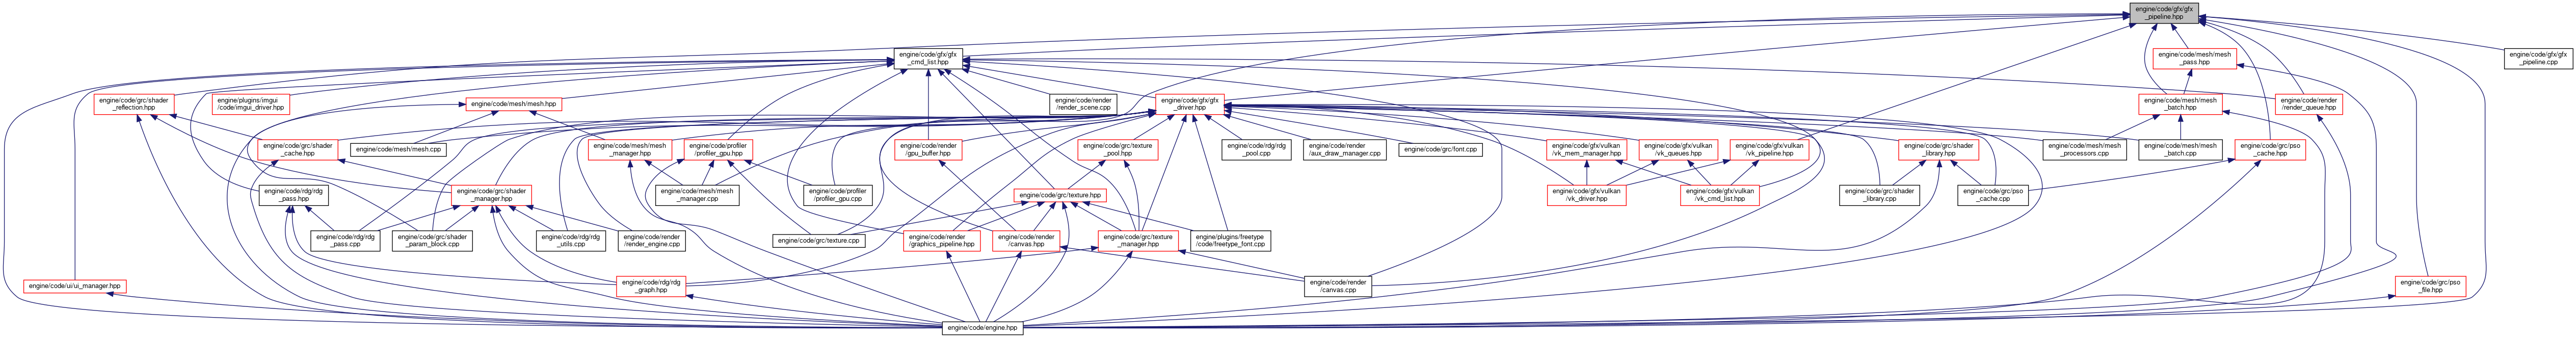 engine/code/gfx/gfx
_pipeline.hpp
engine/code/gfx/gfx
_cmd_list.hpp
engine/code/mesh/mesh
_pass.hpp
engine/code/gfx/gfx
_pipeline.cpp
engine/code/grc/shader
_reflection.hpp
engine/plugins/imgui
/code/imgui_driver.hpp
engine/code/mesh/mesh.hpp
engine/code/render
/render_scene.cpp
engine/code/gfx/gfx
_driver.hpp
engine/code/mesh/mesh
_batch.hpp
engine/code/render
/render_queue.hpp
engine/code/grc/shader
_cache.hpp
engine/code/mesh/mesh.cpp
engine/code/mesh/mesh
_manager.hpp
engine/code/profiler
/profiler_gpu.hpp
engine/code/render
/gpu_buffer.hpp
engine/code/grc/texture
_pool.hpp
engine/code/rdg/rdg
_pool.cpp
engine/code/render
/aux_draw_manager.cpp
engine/code/grc/font.cpp
engine/code/gfx/vulkan
/vk_mem_manager.hpp
engine/code/gfx/vulkan
/vk_queues.hpp
engine/code/gfx/vulkan
/vk_pipeline.hpp
engine/code/grc/shader
_library.hpp
engine/code/mesh/mesh
_processors.cpp
engine/code/mesh/mesh
_batch.cpp
engine/code/grc/pso
_cache.hpp
engine/code/rdg/rdg
_pass.hpp
engine/code/grc/shader
_manager.hpp
engine/code/mesh/mesh
_manager.cpp
engine/code/profiler
/profiler_gpu.cpp
engine/code/grc/texture.hpp
engine/code/gfx/vulkan
/vk_driver.hpp
engine/code/gfx/vulkan
/vk_cmd_list.hpp
engine/code/grc/shader
_library.cpp
engine/code/grc/pso
_cache.cpp
engine/code/rdg/rdg
_pass.cpp
engine/code/grc/shader
_param_block.cpp
engine/code/rdg/rdg
_utils.cpp
engine/code/render
/render_engine.cpp
engine/code/grc/texture.cpp
engine/code/render
/graphics_pipeline.hpp
engine/code/render
/canvas.hpp
engine/code/grc/texture
_manager.hpp
engine/plugins/freetype
/code/freetype_font.cpp
engine/code/ui/ui_manager.hpp
engine/code/rdg/rdg
_graph.hpp
engine/code/render
/canvas.cpp
engine/code/grc/pso
_file.hpp
engine/code/engine.hpp